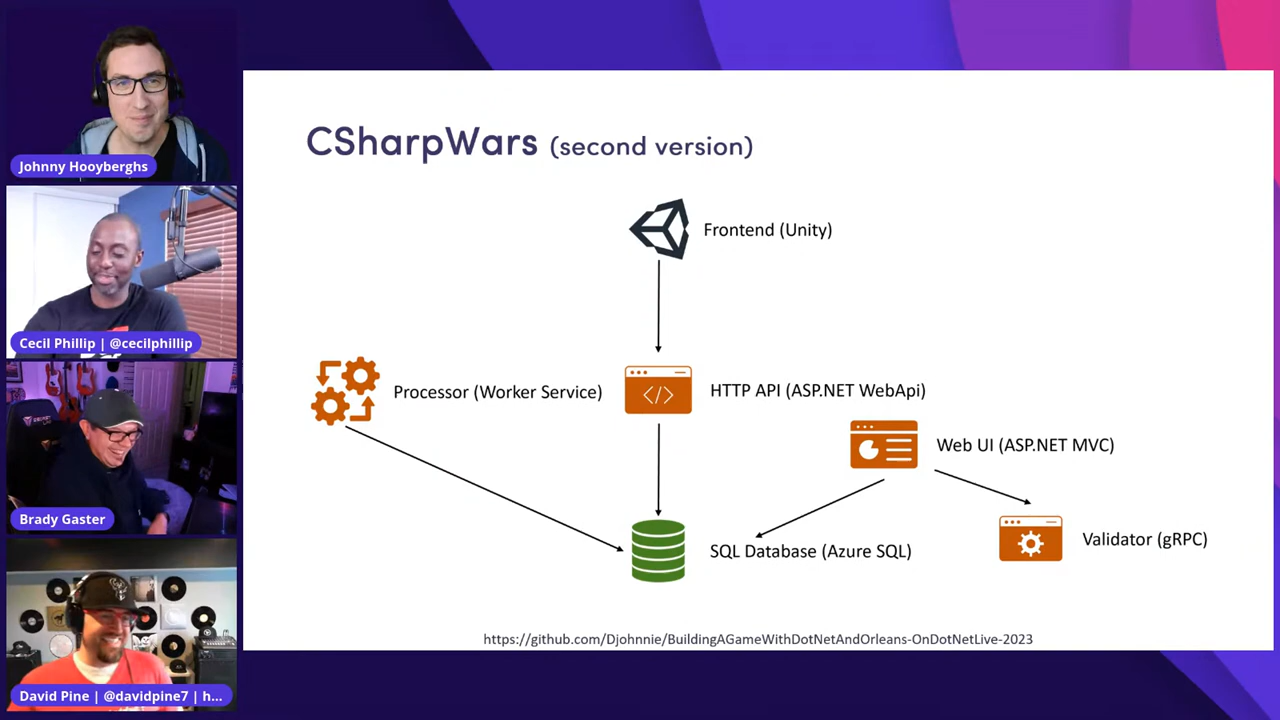 Johnny Hooyberghs
Cecil Phillip | @cecilphillip
Brady Gaster
David Pine | @davidpine7 | h...
CSharpWars (second version)
Frontend (Unity)
Processor (Worker Service)
HTTP API (ASP.NET WebApi)
Web UI (ASP.NET MVC)
SQL Database (Azure SQL)
Validator (gRPC)
https://github.com/Djohnnie/BuildingAGameWithDotNetAndOrleans-OnDotNetLive-2023